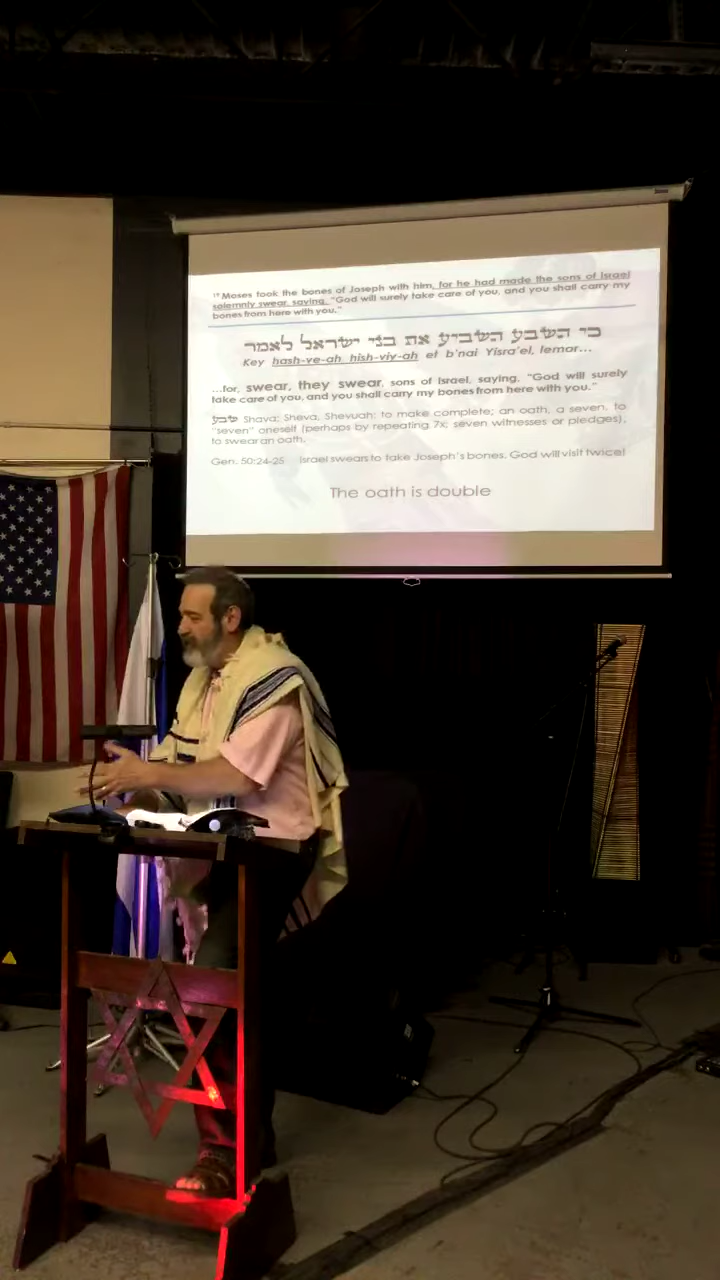 ¹⁹ Moses took the bones of Joseph with him, for he had made the sons of Israel
solemnly swear, saying, "God will surely take care of you, and you shall carry my
bones from here with you."
כי השבע השביע את בני ישראל לאמר
Key hash-ve-ah hish-viy-ah et b'nai Yisra'el, lemor...
...for, swear, they swear, sons of Israel, saying, "God will surely
take care of you, and you shall carry my bones from here with you."
שבע Shava; Sheva; Shevuah: to make complete; an oath, a seven, to
"seven" oneself (perhaps by repeating 7x; seven witnesses or pledges),
to swear an oath.
Gen. 50:24-25 Israel swears to take Joseph's bones, God will visit twice!
The oath is double